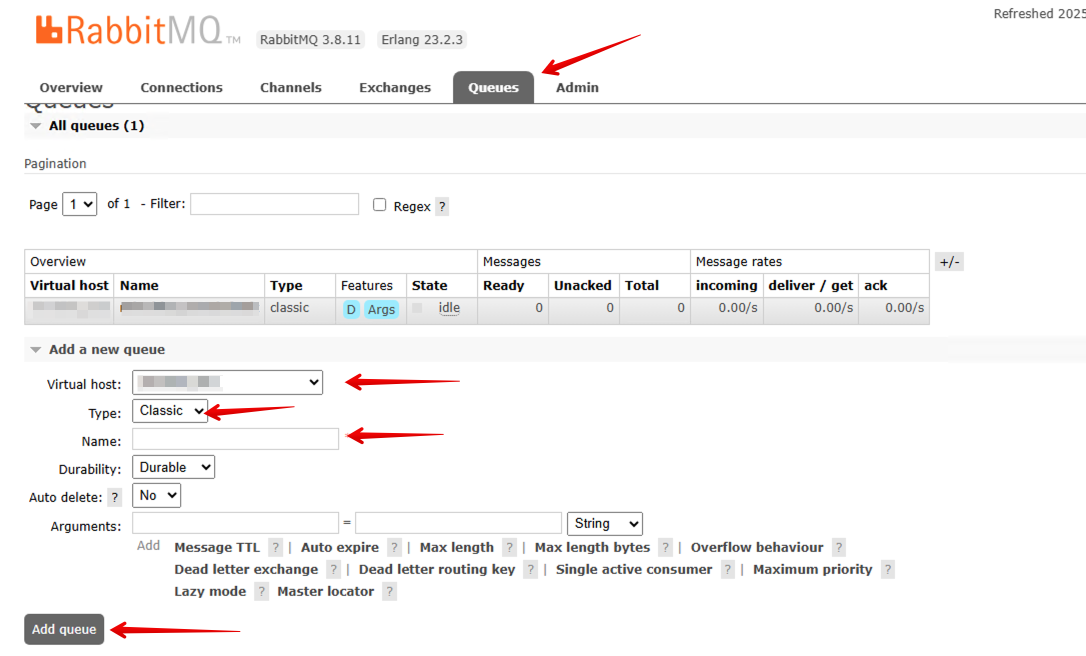 Refreshed 2025
RabbitMQ TM RabbitMQ 3.8.11 Erlang 23.2.3
Overview Connections Channels Exchanges Queues Admin
Queues
All queues (1)
Pagination
Page 1 of 1 - Filter: Regex ?
Overview Messages Message rates +/-
Virtual host Name Type Features State Ready Unacked Total incoming deliver / get ack
classic D Args idle 0 0 0 0.00/s 0.00/s 0.00/s
Add a new queue
Virtual host:
Type: Classic
Name:
Durability: Durable
Auto delete: ? No
Arguments: = String
Add Message TTL ? | Auto expire ? | Max length ? | Max length bytes ? | Overflow behaviour ?
Dead letter exchange ? | Dead letter routing key ? | Single active consumer ? | Maximum priority ?
Lazy mode ? Master locator ?
Add queue